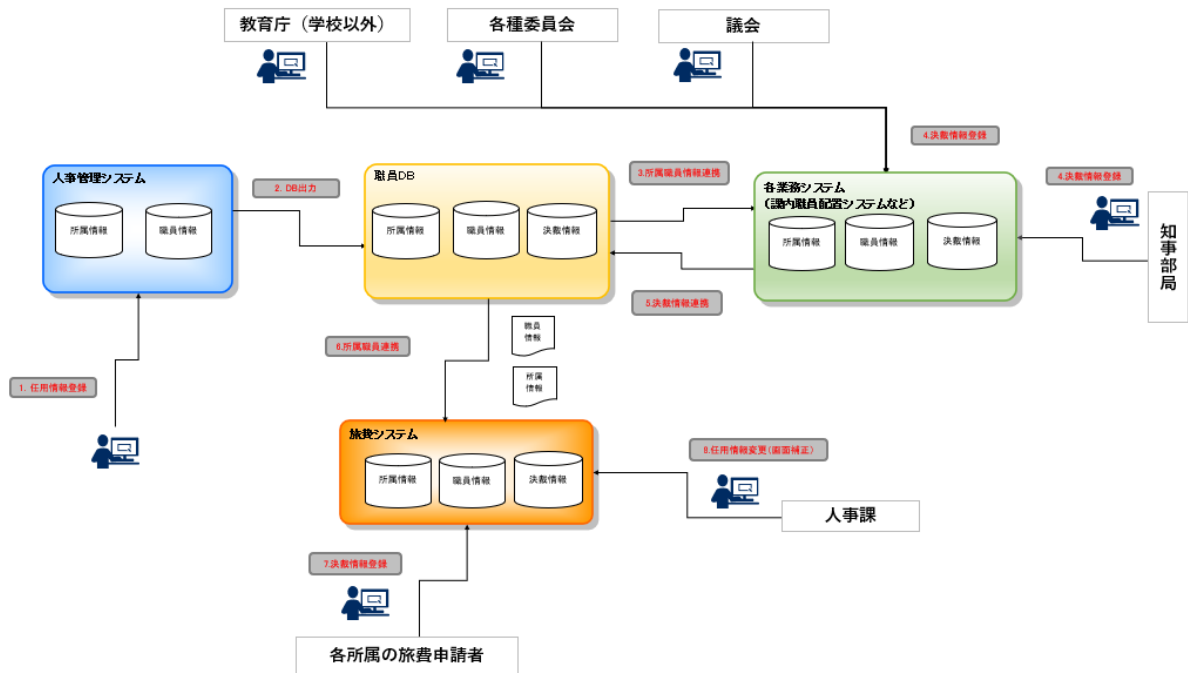 教育庁（学校以外）
各種委員会
議会
4.決裁情報登録
人事管理システム
所属情報
職員情報
2. DB出力
職員DB
所属情報
職員情報
決裁情報
3.所属職員情報連携
各業務システム
（課内職員配置システムなど）
所属情報
職員情報
決裁情報
4.決裁情報登録
知事部局
5.決裁情報連携
6.所属職員連携
職員
情報
所属
情報
1. 任用情報登録
旅費システム
所属情報
職員情報
決裁情報
8.任用情報変更(画面補正)
人事課
7.決裁情報登録
各所属の旅費申請者